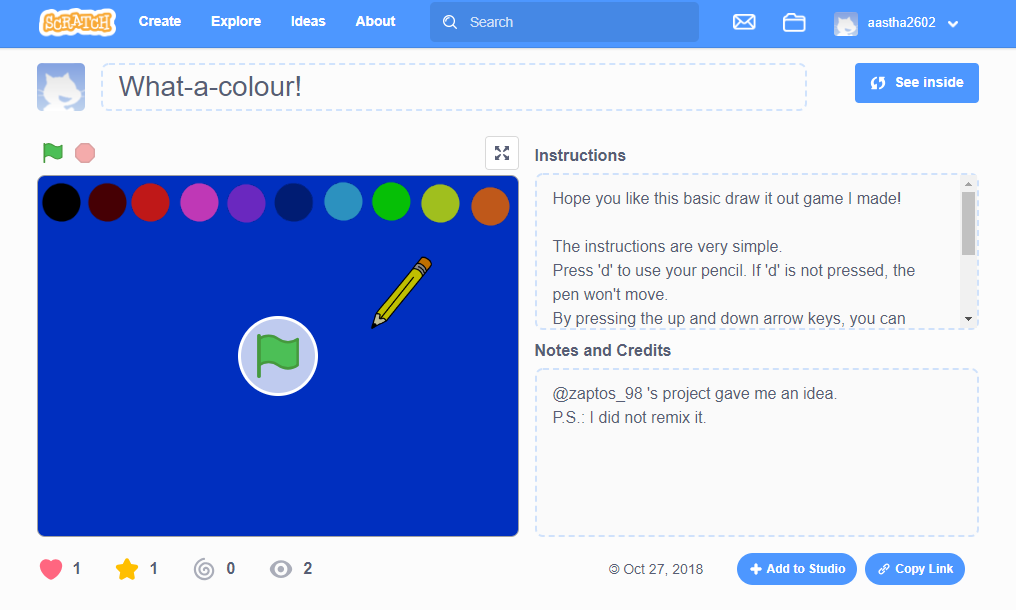 SCRATCH Create Explore Ideas About Search aastha2602
What-a-colour!
See inside
Instructions
Hope you like this basic draw it out game I made!
The instructions are very simple.
Press 'd' to use your pencil. If 'd' is not pressed, the
pen won't move.
By pressing the up and down arrow keys, you can
Notes and Credits
@zaptos_98 's project gave me an idea.
P.S.: I did not remix it.
1 1 0 2 © Oct 27, 2018 Add to Studio Copy Link